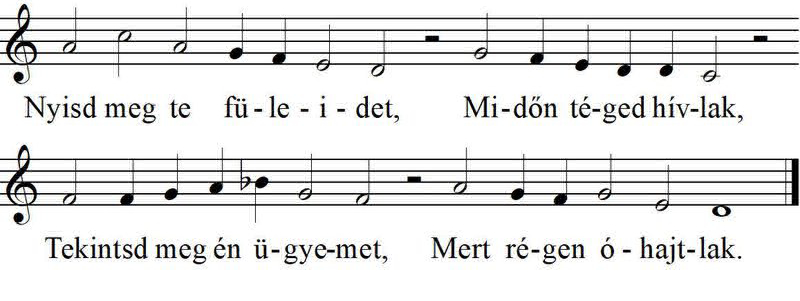 Nyisd meg te fü-le - i - det, Mi-dőn té-ged hív-lak,
Tekintsd meg én ü-gye-met, Mert ré-gen ó - hajt-lak.